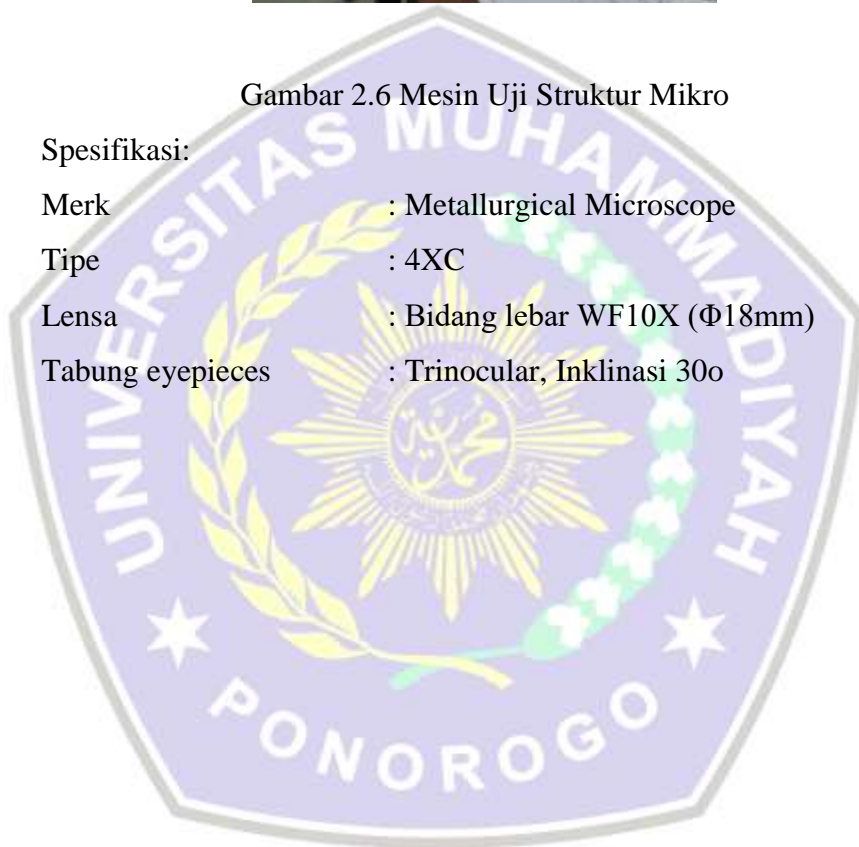 Gambar 2.6 Mesin Uji Struktur Mikro
Spesifikasi:
Merk : Metallurgical Microscope
Tipe : 4XC
Lensa : Bidang lebar WF10X (Φ18mm)
Tabung eyepieces : Trinocular, Inklinasi 30o
UNIVERSITAS MUHAMMADIYAH
PONOROGO